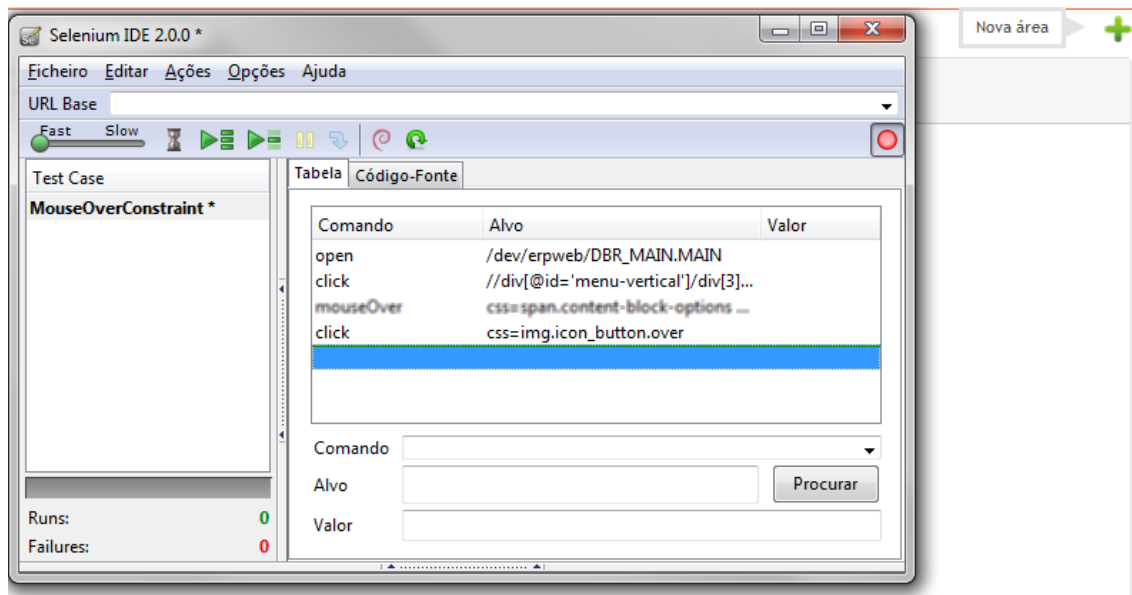 Selenium IDE 2.0.0 *
Nova área
Ficheiro Editar Ações Opções Ajuda
URL Base
Fast Slow
Test Case
MouseOverConstraint *
Tabela Código-Fonte
Comando Alvo Valor
open /dev/erpweb/DBR_MAIN.MAIN
click //div[@id='menu-vertical']/div[3]...
mouseOver css=span.content-block-options ...
click css=img.icon_button.over
Comando
Alvo Procurar
Valor
Runs: 0
Failures: 0